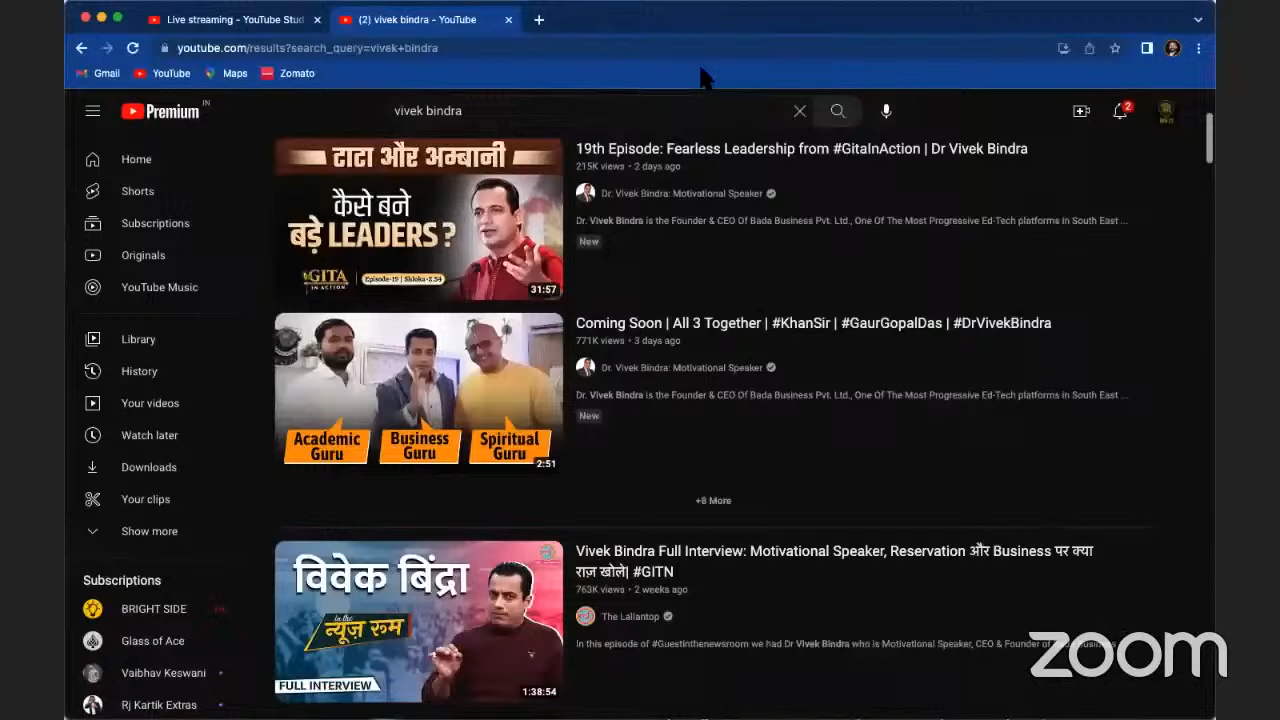 Live streaming - YouTube Stud
(2) vivek bindra - YouTube
youtube.com/results?search_query=vivek+bindra
Gmail
YouTube
Maps
Zomato
Premium IN
vivek bindra
2
Home
Shorts
Subscriptions
Originals
YouTube Music
Library
History
Your videos
Watch later
Downloads
Your clips
Show more
Subscriptions
BRIGHT SIDE
Glass of Ace
Vaibhav Keswani
Rj Kartik Extras
टाटा और अम्बानी
कैसे बने
बड़े LEADERS ?
GITA
IN ACTION
Episode-19 | Shloka-2.54
31:57
19th Episode: Fearless Leadership from #GitaInAction | Dr Vivek Bindra
215K views • 2 days ago
Dr. Vivek Bindra: Motivational Speaker
Dr. Vivek Bindra is the Founder & CEO Of Bada Business Pvt. Ltd., One Of The Most Progressive Ed-Tech platforms in South East ...
New
Academic Guru
Business Guru
Spiritual Guru
2:51
Coming Soon | All 3 Together | #KhanSir | #GaurGopalDas | #DrVivekBindra
771K views • 3 days ago
Dr. Vivek Bindra: Motivational Speaker
Dr. Vivek Bindra is the Founder & CEO Of Bada Business Pvt. Ltd., One Of The Most Progressive Ed-Tech platforms in South East ...
New
+8 More
विवेक बिंद्रा
In the
न्यूज़ रूम
FULL INTERVIEW
1:38:54
Vivek Bindra Full Interview: Motivational Speaker, Reservation और Business पर क्या
राज़ खोले| #GITN
763K views • 2 weeks ago
The Lallantop
In this episode of #Guestinthenewsroom we had Dr Vivek Bindra who is Motivational Speaker, CEO & Founder of
zoom